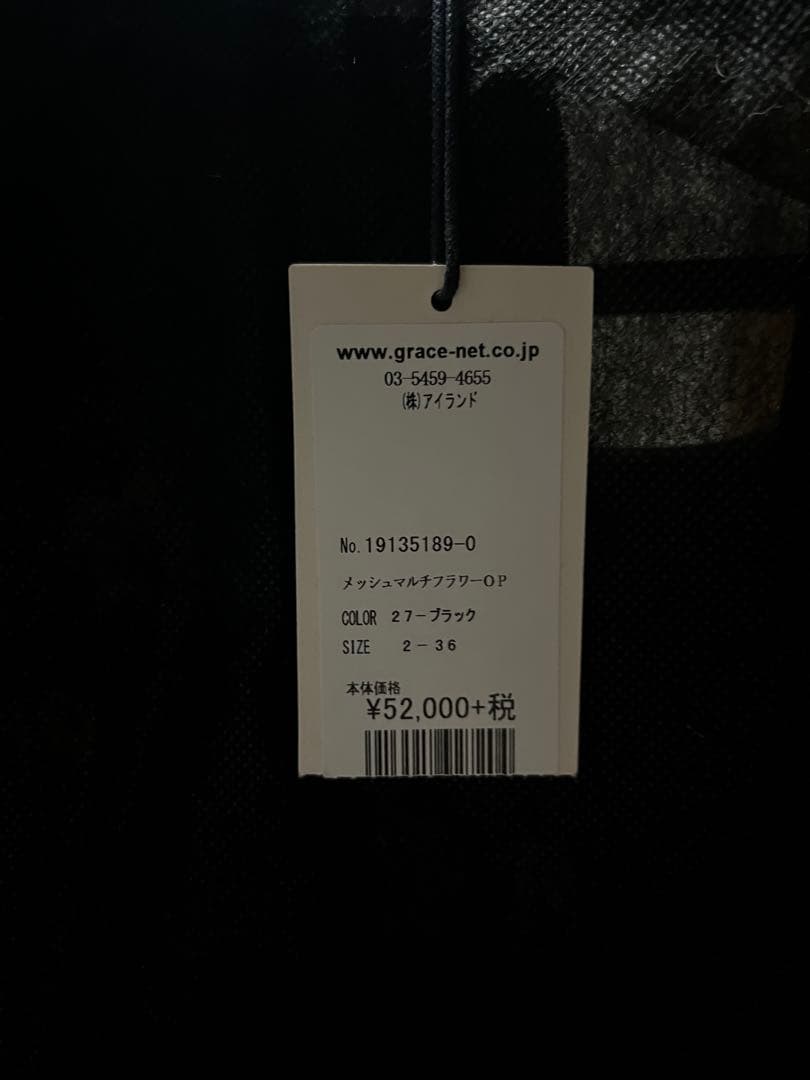 www.grace-net.co.jp
03-5459-4655
(株)アイランド
No.19135189-0
メッシュマルチフラワーOP
COLOR 27-ブラック
SIZE 2-36
本体価格
¥52,000+税